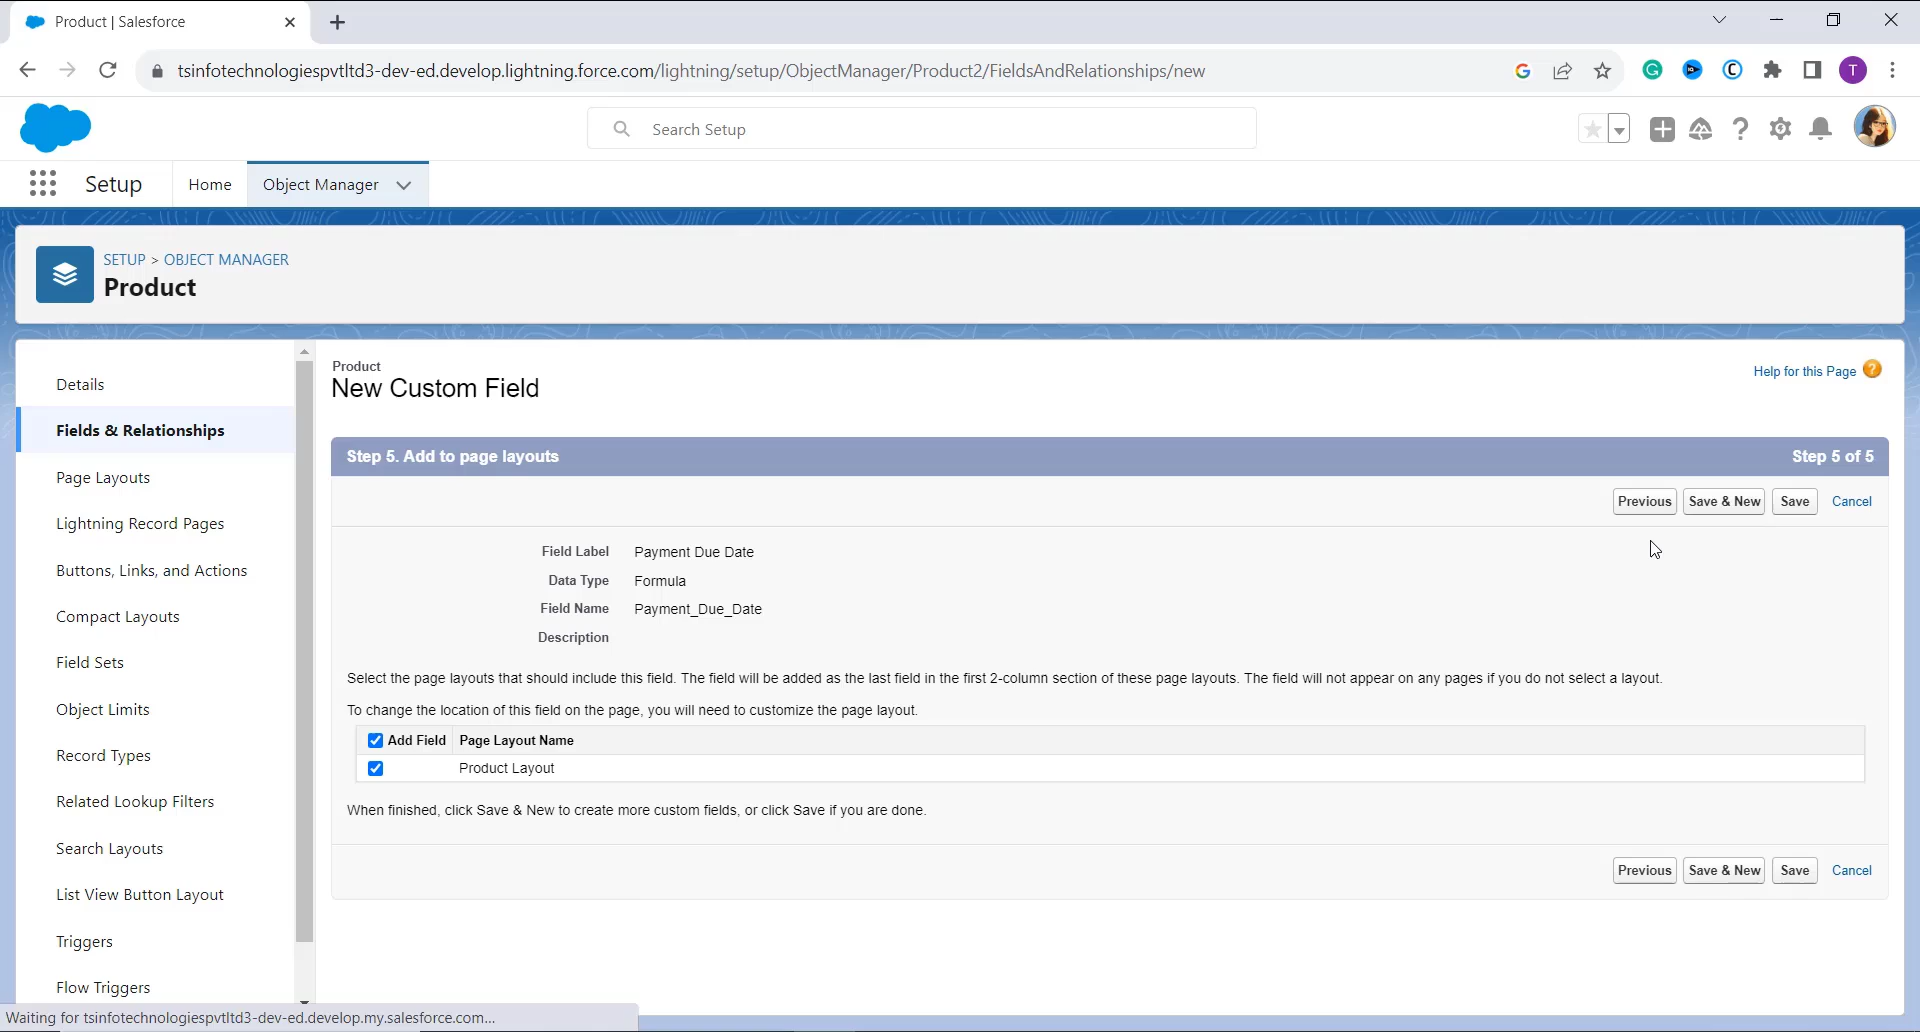 Product | Salesforce
tsinfotechnologiespvtltd3-dev-ed.develop.lightning.force.com/lightning/setup/ObjectManager/Product2/FieldsAndRelationships/new
T
Search Setup
Setup
Home
Object Manager
SETUP > OBJECT MANAGER
Product
Details
Fields & Relationships
Page Layouts
Lightning Record Pages
Buttons, Links, and Actions
Compact Layouts
Field Sets
Object Limits
Record Types
Related Lookup Filters
Search Layouts
List View Button Layout
Triggers
Flow Triggers
Product
New Custom Field
Help for this Page ?
Step 5. Add to page layouts
Step 5 of 5
Previous Save & New Save Cancel
Field Label Payment Due Date
Data Type Formula
Field Name Payment_Due_Date
Description
Select the page layouts that should include this field. The field will be added as the last field in the first 2-column section of these page layouts. The field will not appear on any pages if you do not select a layout.
To change the location of this field on the page, you will need to customize the page layout.
Add Field Page Layout Name
Product Layout
When finished, click Save & New to create more custom fields, or click Save if you are done.
Previous Save & New Save Cancel
Waiting for tsinfotechnologiespvtltd3-dev-ed.develop.my.salesforce.com...